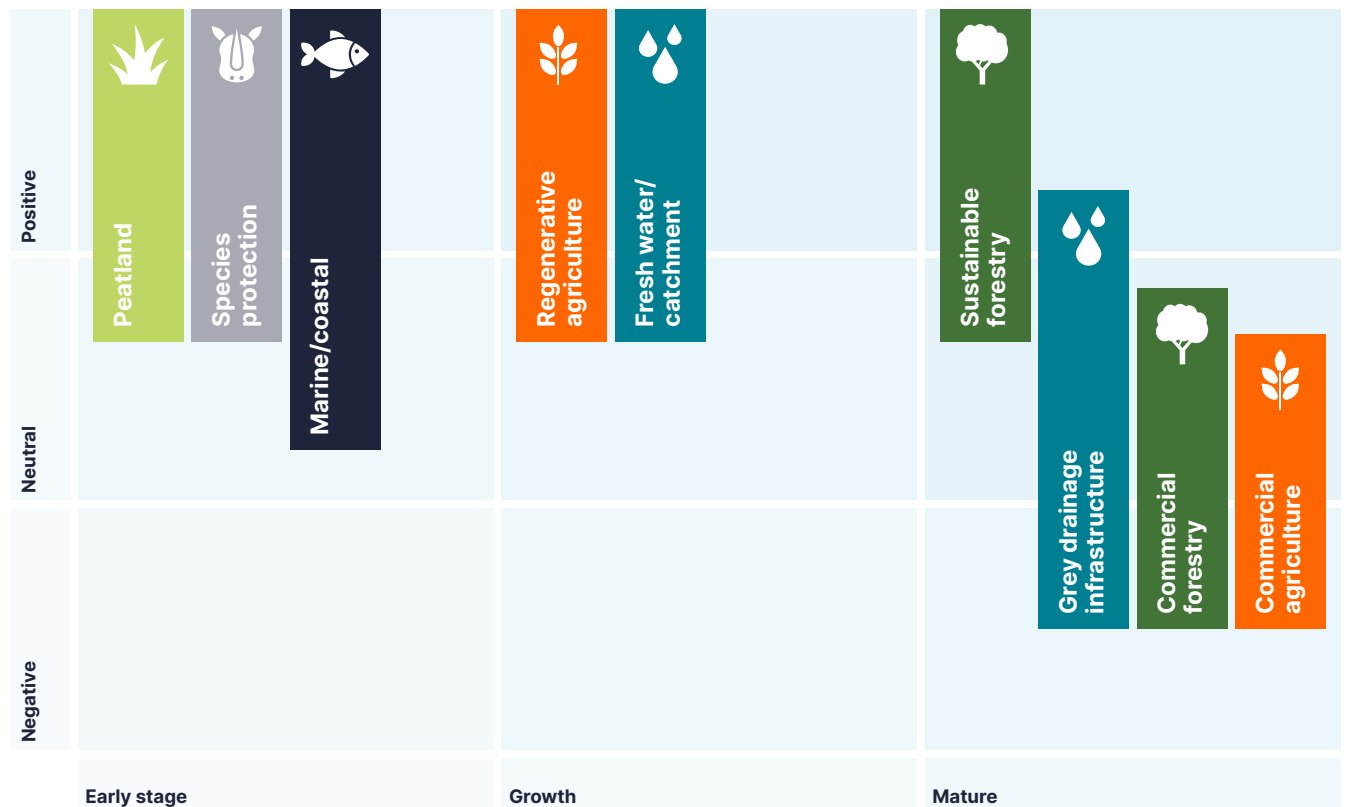 Positive
Neutral
Negative
Peatland
Species
protection
Marine/coastal
Regenerative
agriculture
Fresh water/
catchment
Sustainable
forestry
Grey drainage
infrastructure
Commercial
forestry
Commercial
agriculture
Early stage
Growth
Mature